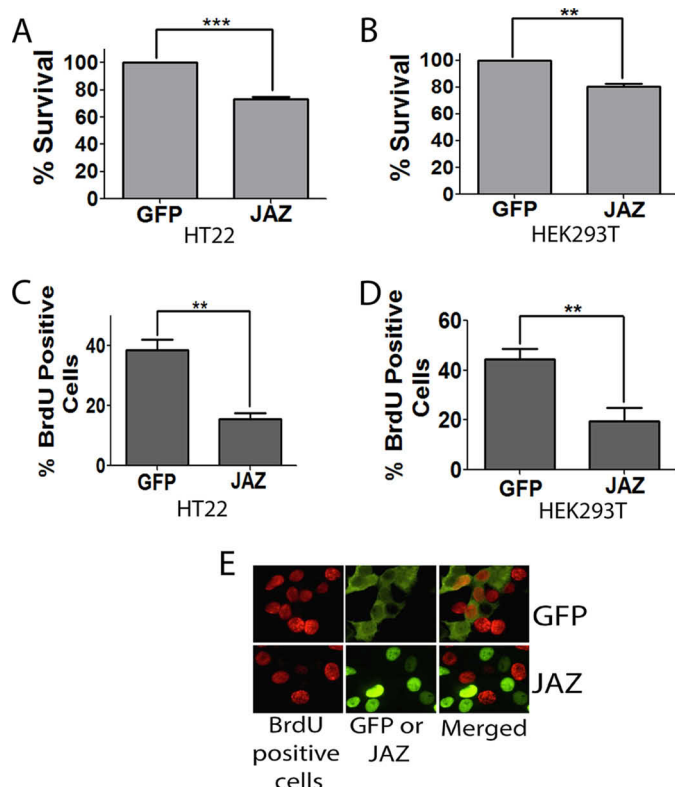 A
***
% Survival
100
80
60
40
20
0
GFP JAZ
HT22
B
**
% Survival
100
80
60
40
20
0
GFP JAZ
HEK293T
C
**
% BrdU Positive
Cells
40
20
0
GFP JAZ
HT22
D
**
% BrdU Positive
Cells
60
40
20
0
GFP JAZ
HEK293T
E
GFP
JAZ
BrdU
positive
cells
GFP or
JAZ
Merged